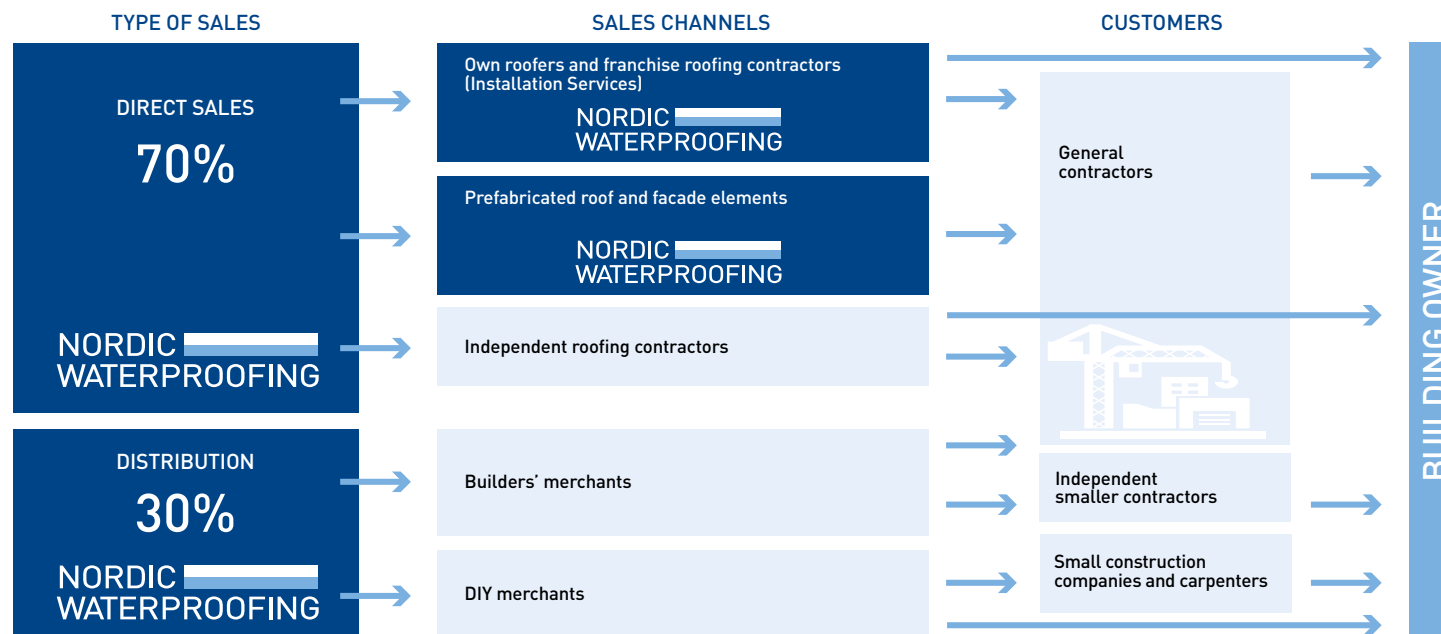 TYPE OF SALES
SALES CHANNELS
CUSTOMERS
DIRECT SALES
70%
NORDIC
WATERPROOFING
Own roofers and franchise roofing contractors
(Installation Services)
NORDIC
WATERPROOFING
Prefabricated roof and facade elements
NORDIC
WATERPROOFING
Independent roofing contractors
General
contractors
DISTRIBUTION
30%
NORDIC
WATERPROOFING
Builders’ merchants
DIY merchants
Independent
smaller contractors
Small construction
companies and carpenters
BUILDING OWNER